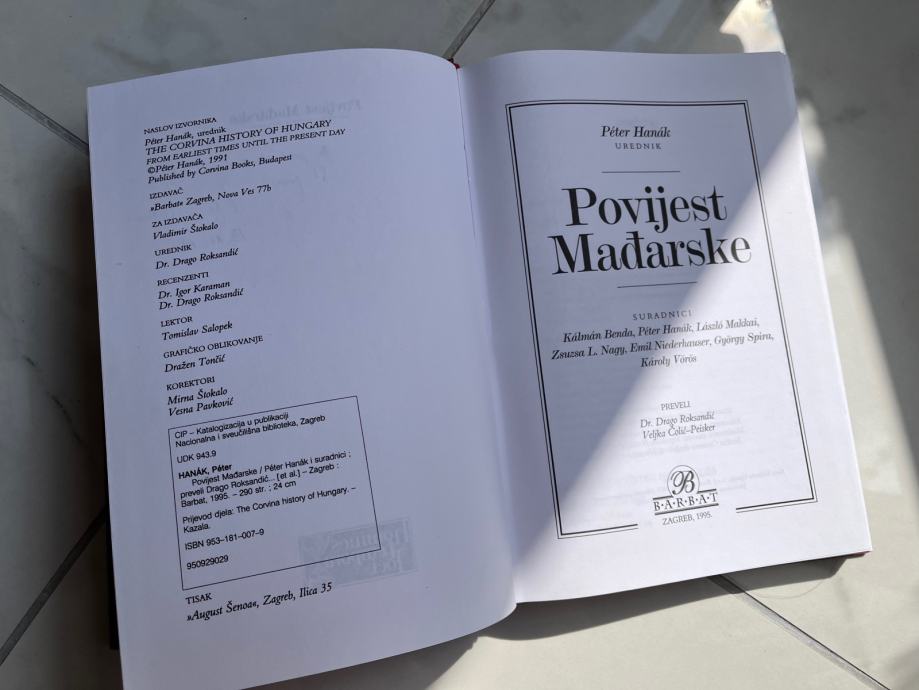 NASLOV IZVORNIKA
Péter Hanák, urednik
THE CORVINA HISTORY OF HUNGARY
FROM EARLIEST TIMES UNTIL THE PRESENT DAY
©Péter Hanák, 1991
Published by Corvina Books, Budapest
IZDAVAČ
»Barbat« Zagreb, Nova Ves 77b
ZA IZDAVAČA
Vladimir Štokalo
UREDNIK
Dr. Drago Roksandić
RECENZENTI
Dr. Igor Karaman
Dr. Drago Roksandić
LEKTOR
Tomislav Salopek
GRAFIČKO OBLIKOVANJE
Dražen Tončić
KOREKTORI
Mirna Štokalo
Vesna Pavković
CIP – Katalogizacija u publikaciji
Nacionalna i sveučilišna biblioteka, Zagreb
UDK 943.9
HANÁK, Péter
Povijest Mađarske / Péter Hanák i suradnici ;
preveli Drago Roksandić... [et al.] – Zagreb :
Barbat, 1995. – 290 str. ; 24 cm
Prijevod djela: The Corvina history of Hungary. –
Kazala.
ISBN 953-181-007-9
950929029
TISAK
»August Šenoa«, Zagreb, Ilica 35
Péter Hanák
UREDNIK
Povijest
Mađarske
SURADNICI
Kálmán Benda, Péter Hanák, László Makkai,
Zsuzsa L. Nagy, Emil Niederhauser, György Spira,
Károly Vörös
PREVELI
Dr. Drago Roksandić
Veljka Čolić-Peisker
B
B·A·R·B·A·T
ZAGREB, 1995.